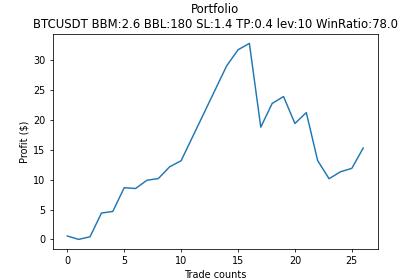 Portfolio
BTCUSDT BBM:2.6 BBL:180 SL:1.4 TP:0.4 lev:10 WinRatio:78.0
Profit ($)
30
25
20
15
10
5
0
0 5 10 15 20 25
Trade counts